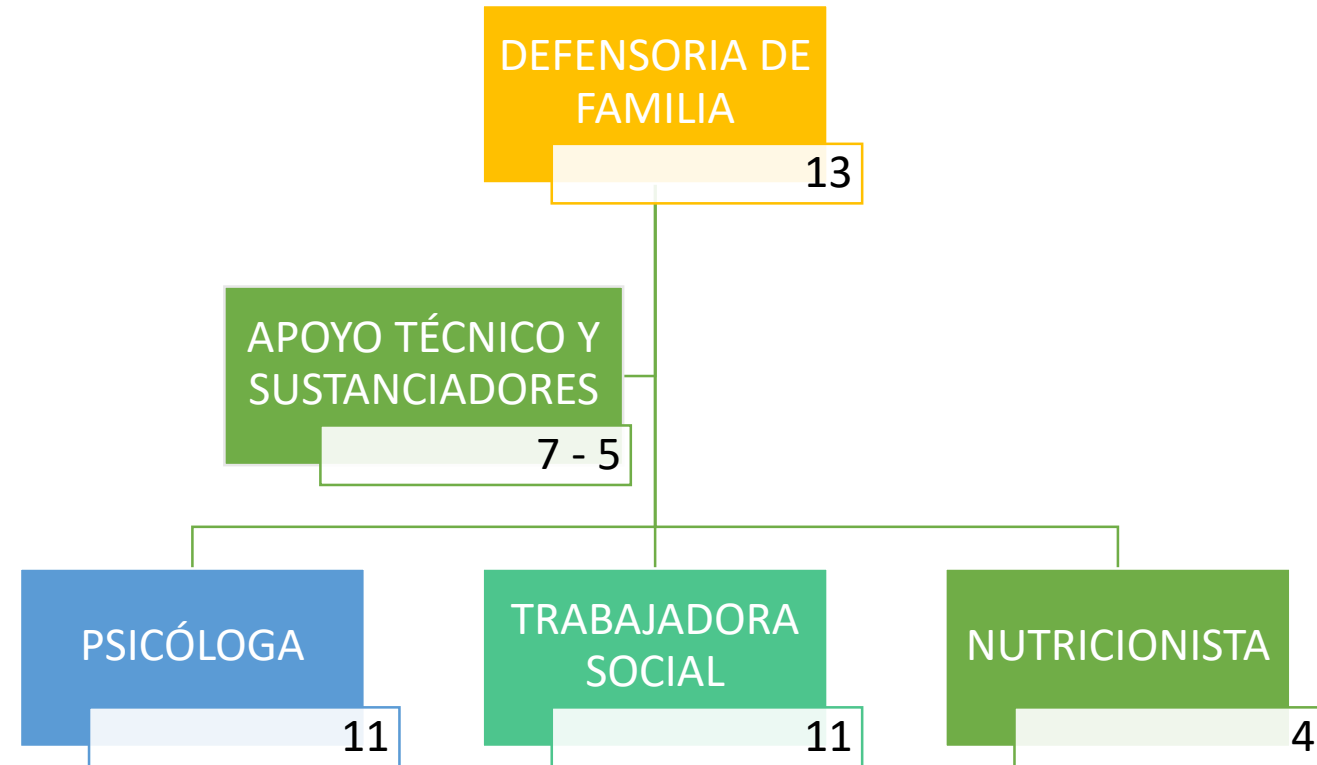 DEFENSORIA DE
FAMILIA
13
APOYO TÉCNICO Y
SUSTANCIADORES
7 - 5
PSICÓLOGA
11
TRABAJADORA
SOCIAL
11
NUTRICIONISTA
4